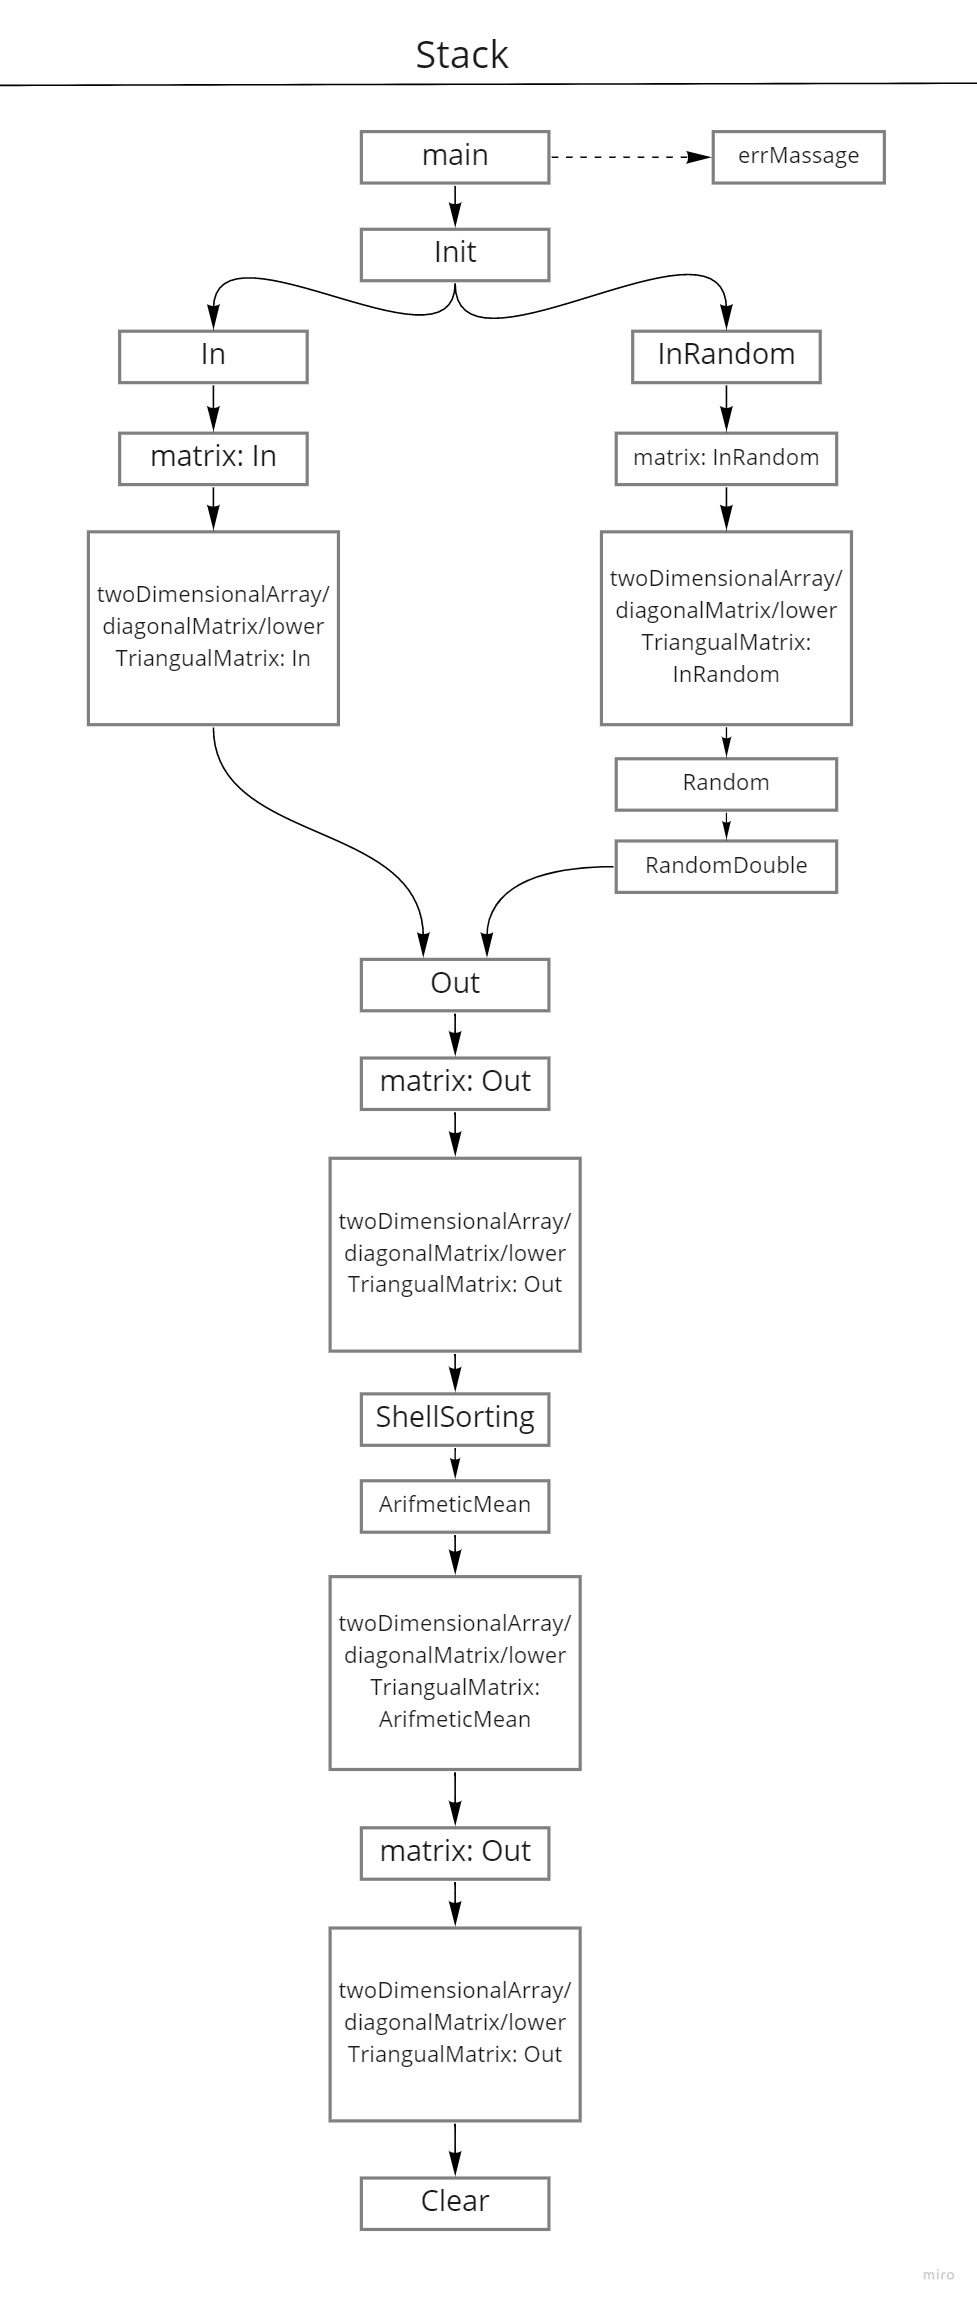 Stack
main
errMassage
Init
In
InRandom
matrix: In
matrix: InRandom
twoDimensionalArray/
diagonalMatrix/lower
TriangualMatrix: In
twoDimensionalArray/
diagonalMatrix/lower
TriangualMatrix:
InRandom
Random
RandomDouble
Out
matrix: Out
twoDimensionalArray/
diagonalMatrix/lower
TriangualMatrix: Out
ShellSorting
ArifmeticMean
twoDimensionalArray/
diagonalMatrix/lower
TriangualMatrix:
ArifmeticMean
matrix: Out
twoDimensionalArray/
diagonalMatrix/lower
TriangualMatrix: Out
Clear
miro